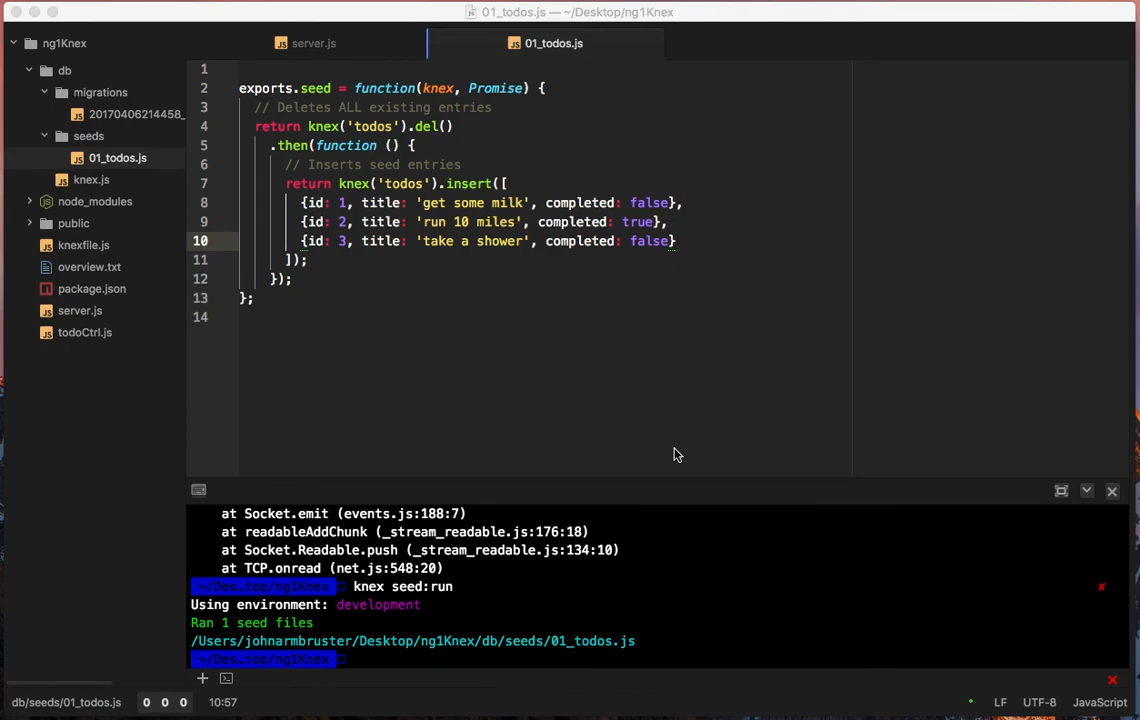 01_todos.js — ~/Desktop/ng1Knex
ng1Knex
server.js
01_todos.js
db
migrations
20170406214458_
seeds
01_todos.js
knex.js
node_modules
public
knexfile.js
overview.txt
package.json
server.js
todoCtrl.js
1
2 exports.seed = function(knex, Promise) {
3 // Deletes ALL existing entries
4 return knex('todos').del()
5 .then(function () {
6 // Inserts seed entries
7 return knex('todos').insert([
8 {id: 1, title: 'get some milk', completed: false},
9 {id: 2, title: 'run 10 miles', completed: true},
10 {id: 3, title: 'take a shower', completed: false}
11 ]);
12 });
13 };
14
at Socket.emit (events.js:188:7)
at readableAddChunk (_stream_readable.js:176:18)
at Socket.Readable.push (_stream_readable.js:134:10)
at TCP.onread (net.js:548:20)
~/Des…top/ng1Knex knex seed:run
Using environment: development
Ran 1 seed files
/Users/johnarmbruster/Desktop/ng1Knex/db/seeds/01_todos.js
~/Des…top/ng1Knex
db/seeds/01_todos.js 0 0 0 10:57 LF UTF-8 JavaScript